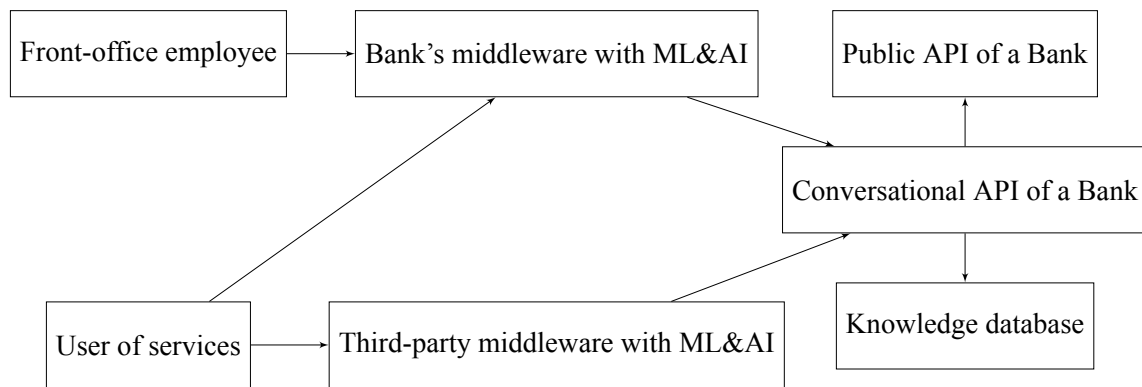 Front-office employee
Bank’s middleware with ML&AI
Public API of a Bank
Conversational API of a Bank
User of services
Third-party middleware with ML&AI
Knowledge database